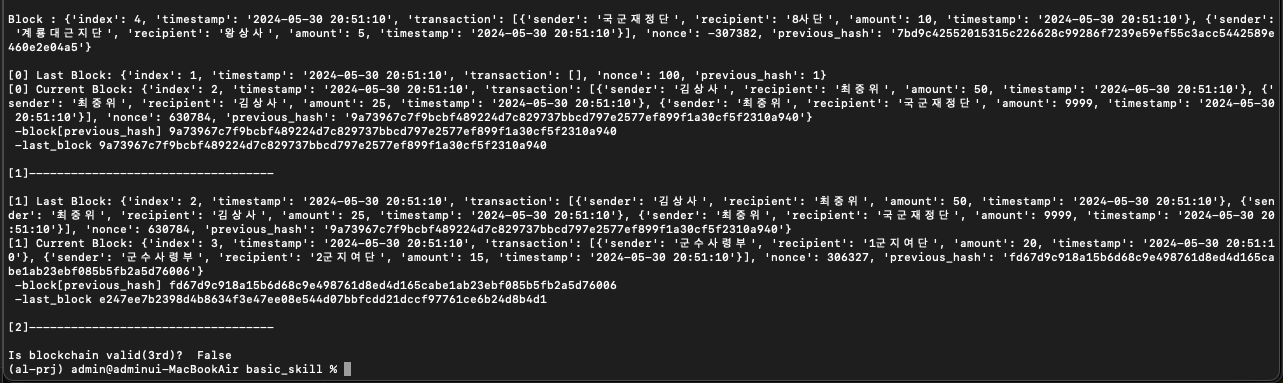 Block : {'index': 4, 'timestamp': '2024-05-30 20:51:10', 'transaction': [{'sender': '국군재정단', 'recipient': '8사단', 'amount': 10, 'timestamp': '2024-05-30 20:51:10'}, {'sender':
'계룡대근지단', 'recipient': '왕상사', 'amount': 5, 'timestamp': '2024-05-30 20:51:10'}], 'nonce': -307382, 'previous_hash': '7bd9c42552015315c226628c99286f7239e59ef55c3acc5442589e
460e2e04a5'}
[0] Last Block: {'index': 1, 'timestamp': '2024-05-30 20:51:10', 'transaction': [], 'nonce': 100, 'previous_hash': 1}
[0] Current Block: {'index': 2, 'timestamp': '2024-05-30 20:51:10', 'transaction': [{'sender': '김상사', 'recipient': '최중위', 'amount': 50, 'timestamp': '2024-05-30 20:51:10'}, {'
sender': '최중위', 'recipient': '김상사', 'amount': 25, 'timestamp': '2024-05-30 20:51:10'}, {'sender': '최중위', 'recipient': '국군재정단', 'amount': 9999, 'timestamp': '2024-05-30
20:51:10'}], 'nonce': 630784, 'previous_hash': '9a73967c7f9bcbf489224d7c829737bbcd797e2577ef899f1a30cf5f2310a940'}
-block[previous_hash] 9a73967c7f9bcbf489224d7c829737bbcd797e2577ef899f1a30cf5f2310a940
-last_block 9a73967c7f9bcbf489224d7c829737bbcd797e2577ef899f1a30cf5f2310a940
[1]-----------------------------------
[1] Last Block: {'index': 2, 'timestamp': '2024-05-30 20:51:10', 'transaction': [{'sender': '김상사', 'recipient': '최중위', 'amount': 50, 'timestamp': '2024-05-30 20:51:10'}, {'sen
der': '최중위', 'recipient': '김상사', 'amount': 25, 'timestamp': '2024-05-30 20:51:10'}, {'sender': '최중위', 'recipient': '국군재정단', 'amount': 9999, 'timestamp': '2024-05-30 20
:51:10'}], 'nonce': 630784, 'previous_hash': '9a73967c7f9bcbf489224d7c829737bbcd797e2577ef899f1a30cf5f2310a940'}
[1] Current Block: {'index': 3, 'timestamp': '2024-05-30 20:51:10', 'transaction': [{'sender': '군수사령부', 'recipient': '1군지여단', 'amount': 20, 'timestamp': '2024-05-30 20:51:1
0'}, {'sender': '군수사령부', 'recipient': '2군지여단', 'amount': 15, 'timestamp': '2024-05-30 20:51:10'}], 'nonce': 306327, 'previous_hash': 'fd67d9c918a15b6d68c9e498761d8ed4d165ca
be1ab23ebf085b5fb2a5d76006'}
-block[previous_hash] fd67d9c918a15b6d68c9e498761d8ed4d165cabe1ab23ebf085b5fb2a5d76006
-last_block e247ee7b2398d4b8634f3e47ee08e544d07bbfcdd21dccf97761ce6b24d8b4d1
[2]-----------------------------------
Is blockchain valid(3rd)?  False
(al-prj) admin@adminui-MacBookAir basic_skill %